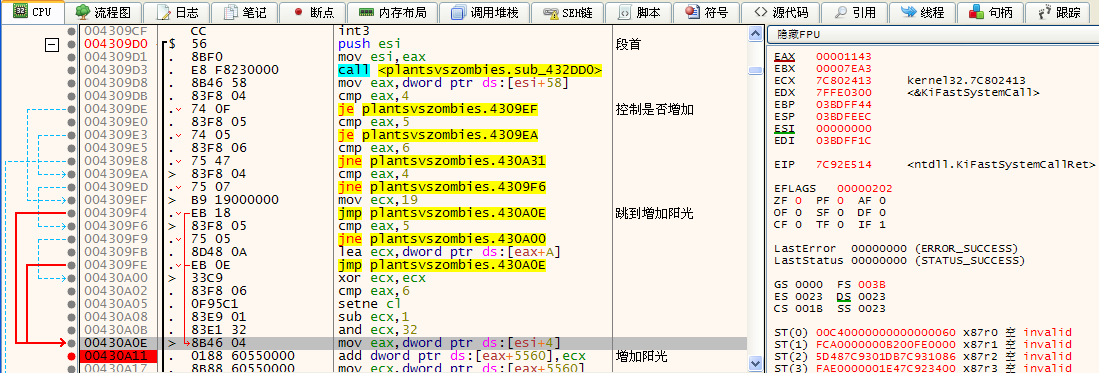 CPU 流程图 日志 笔记 断点 内存布局 调用堆栈 SEH链 脚本 符号 源代码 引用 线程 句柄 跟踪
004309CF CC int3
004309D0 $ 56 push esi 段首
004309D1 . 8BF0 mov esi,eax
004309D3 . E8 F8230000 call <plantsvszombies.sub_432DD0>
004309D8 . 8B46 58 mov eax,dword ptr ds:[esi+58]
004309DB . 83F8 04 cmp eax,4
004309DE . 74 0F je plantsvszombies.4309EF 控制是否增加
004309E0 . 83F8 05 cmp eax,5
004309E3 . 74 05 je plantsvszombies.4309EA
004309E5 . 83F8 06 cmp eax,6
004309E8 . 75 47 jne plantsvszombies.430A31
004309EA > 83F8 04 cmp eax,4
004309ED . 75 07 jne plantsvszombies.4309F6
004309EF > B9 19000000 mov ecx,19
004309F4 . EB 18 jmp plantsvszombies.430A0E 跳到增加阳光
004309F6 > 83F8 05 cmp eax,5
004309F9 . 75 05 jne plantsvszombies.430A00
004309FB . 8D48 0A lea ecx,dword ptr ds:[eax+A]
004309FE . EB 0E jmp plantsvszombies.430A0E
00430A00 > 33C9 xor ecx,ecx
00430A02 . 83F8 06 cmp eax,6
00430A05 . 0F95C1 setne cl
00430A08 . 83E9 01 sub ecx,1
00430A0B . 83E1 32 and ecx,32
00430A0E > 8B46 04 mov eax,dword ptr ds:[esi+4]
00430A11 . 0188 60550000 add dword ptr ds:[eax+5560],ecx 增加阳光
00430A17 . 8B88 60550000 mov ecx,dword ptr ds:[eax+5560]
隐藏FPU
EAX 00001143
EBX 00007EA3
ECX 7C802413 kernel32.7C802413
EDX 7FFE0300 <&KiFastSystemCall>
EBP 03BDFF44
ESP 03BDFEEC
ESI 00000000
EDI 03BDFF1C
EIP 7C92E514 <ntdll.KiFastSystemCallRet>
EFLAGS 00000202
ZF 0 PF 0 AF 0
OF 0 SF 0 DF 0
CF 0 TF 0 IF 1
LastError 00000000 (ERROR_SUCCESS)
LastStatus 00000000 (STATUS_SUCCESS)
GS 0000 FS 003B
ES 0023 DS 0023
CS 001B SS 0023
ST(0) 00C40000000000000060 x87r0 空 invalid
ST(1) FCA0000000B200FE0000 x87r1 空 invalid
ST(2) 5D487C9301DB7C931086 x87r2 空 invalid
ST(3) FAE0000001E47C923400 x87r3 空 invalid